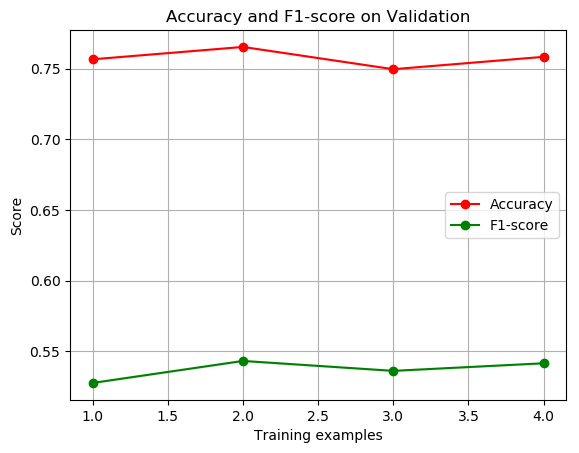 Accuracy and F1-score on Validation
0.75
0.70
0.65
0.60
0.55
Score
Accuracy
F1-score
1.0 1.5 2.0 2.5 3.0 3.5 4.0
Training examples